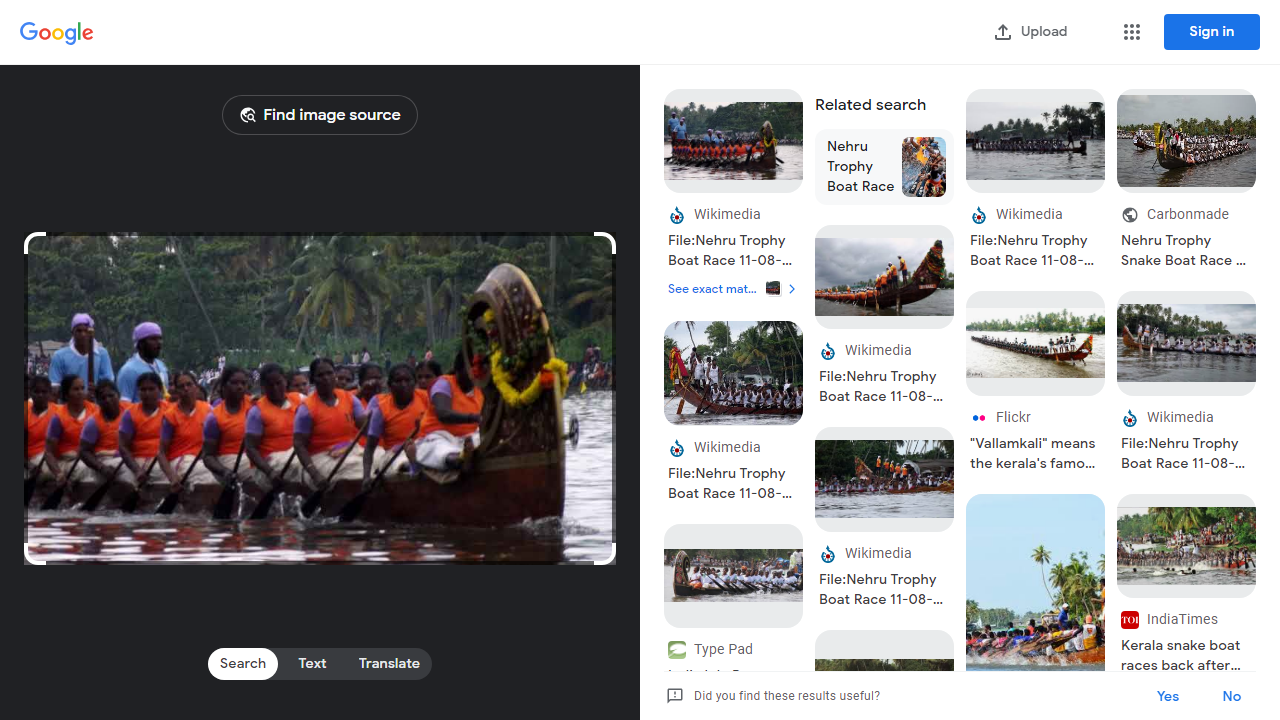 Google
Upload
Sign in
Find image source
Search
Text
Translate
Wikimedia
File:Nehru Trophy
Boat Race 11-08-...
See exact mat...
Wikimedia
File:Nehru Trophy
Boat Race 11-08-...
Type Pad
Related search
Nehru
Trophy
Boat Race
Wikimedia
File:Nehru Trophy
Boat Race 11-08-...
Wikimedia
File:Nehru Trophy
Boat Race 11-08-...
Wikimedia
File:Nehru Trophy
Boat Race 11-08-...
Flickr
"Vallamkali" means
the kerala's famo...
Carbonmade
Nehru Trophy
Snake Boat Race ...
Wikimedia
File:Nehru Trophy
Boat Race 11-08-...
TOI
IndiaTimes
Kerala snake boat
races back after...
Did you find these results useful?
Yes
No